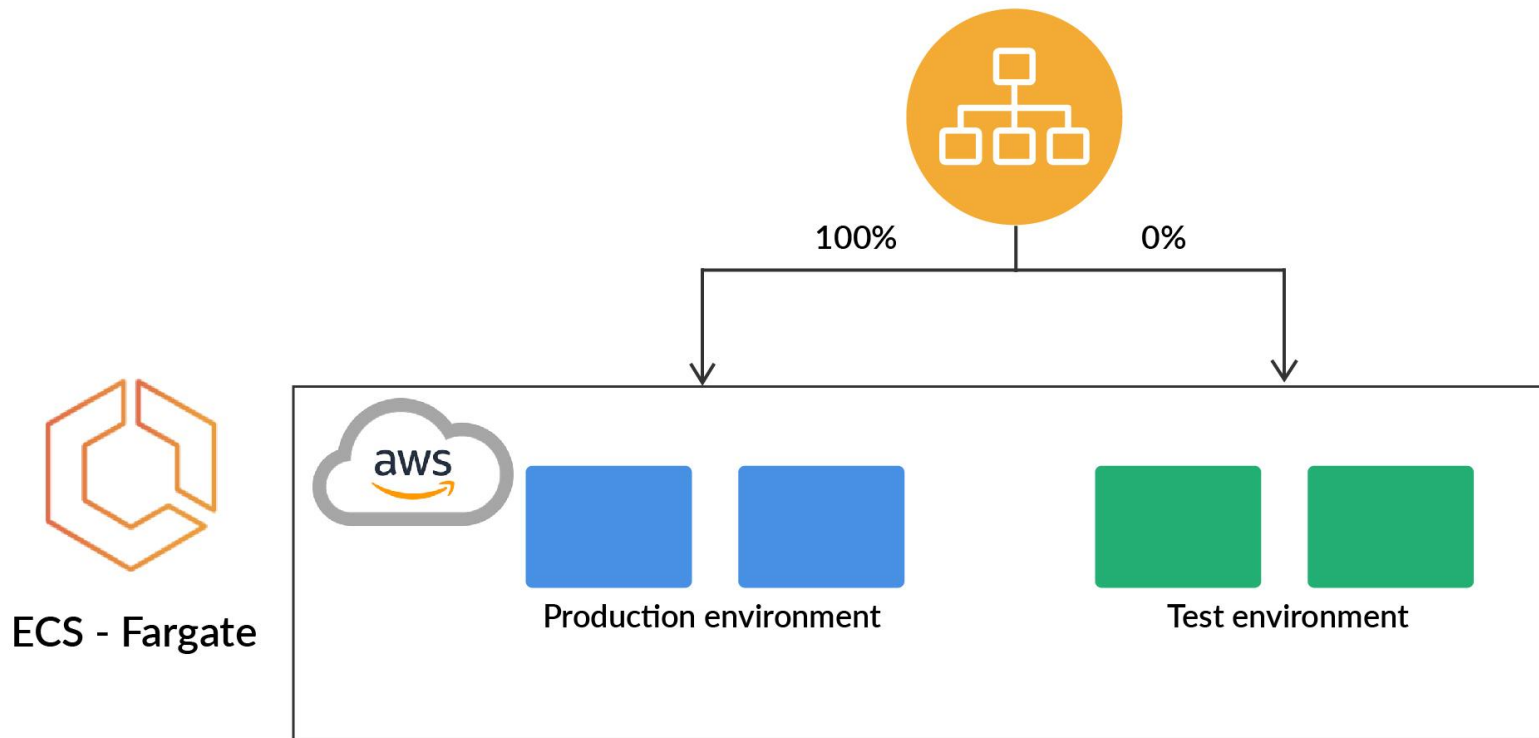 100%
0%
aws
Production environment
Test environment
ECS - Fargate